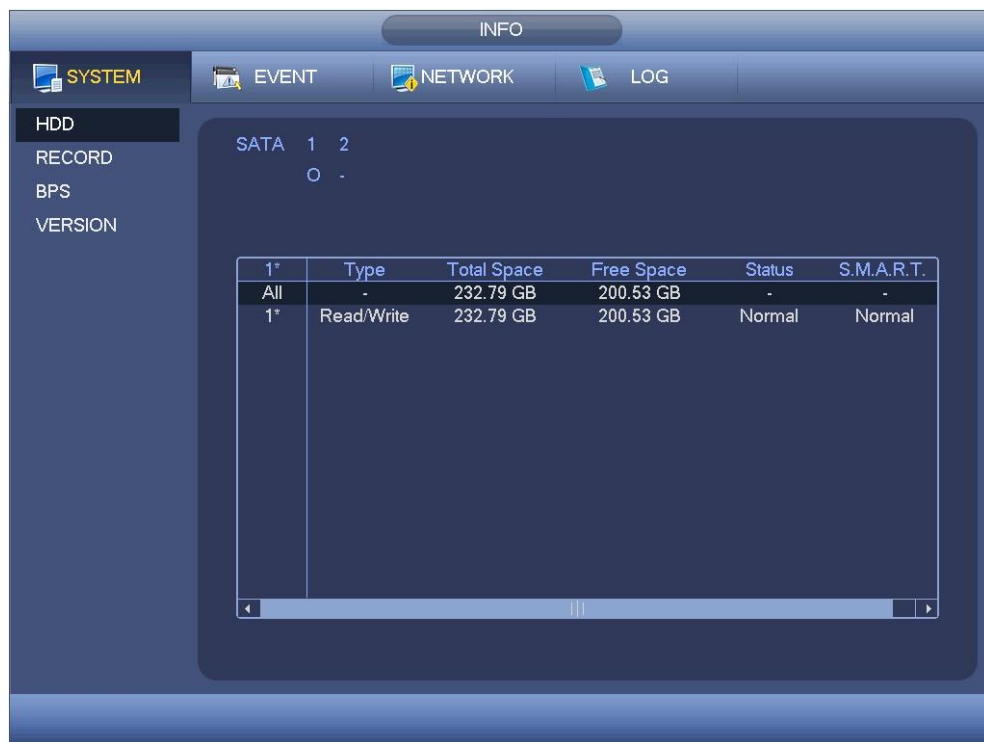 INFO
SYSTEM EVENT NETWORK LOG
HDD
RECORD
BPS
VERSION
SATA 1 2
O -
1* Type Total Space Free Space Status S.M.A.R.T.
All - 232.79 GB 200.53 GB - -
1* Read/Write 232.79 GB 200.53 GB Normal Normal